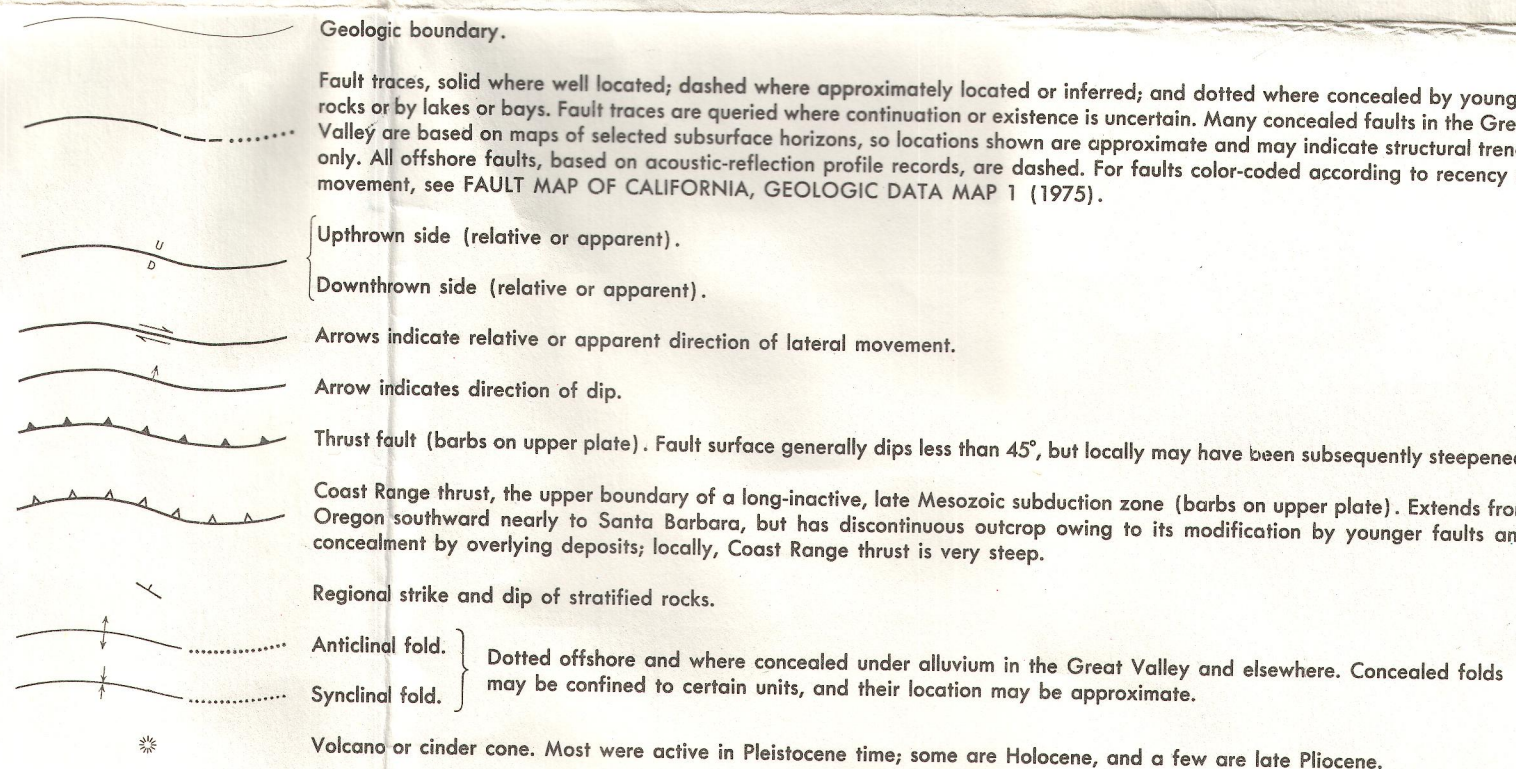 Geologic boundary.
Fault traces, solid where well located; dashed where approximately located or inferred; and dotted where concealed by young
rocks or by lakes or bays. Fault traces are queried where continuation or existence is uncertain. Many concealed faults in the Gre
Valley are based on maps of selected subsurface horizons, so locations shown are approximate and may indicate structural tren
only. All offshore faults, based on acoustic-reflection profile records, are dashed. For faults color-coded according to recency
movement, see FAULT MAP OF CALIFORNIA, GEOLOGIC DATA MAP 1 (1975).
U
D
Upthrown side (relative or apparent).
Downthrown side (relative or apparent).
Arrows indicate relative or apparent direction of lateral movement.
Arrow indicates direction of dip.
Thrust fault (barbs on upper plate). Fault surface generally dips less than 45°, but locally may have been subsequently steepene
Coast Range thrust, the upper boundary of a long-inactive, late Mesozoic subduction zone (barbs on upper plate). Extends fro
Oregon southward nearly to Santa Barbara, but has discontinuous outcrop owing to its modification by younger faults an
concealment by overlying deposits; locally, Coast Range thrust is very steep.
Regional strike and dip of stratified rocks.
Anticlinal fold.
Synclinal fold.
Dotted offshore and where concealed under alluvium in the Great Valley and elsewhere. Concealed folds
may be confined to certain units, and their location may be approximate.
Volcano or cinder cone. Most were active in Pleistocene time; some are Holocene, and a few are late Pliocene.